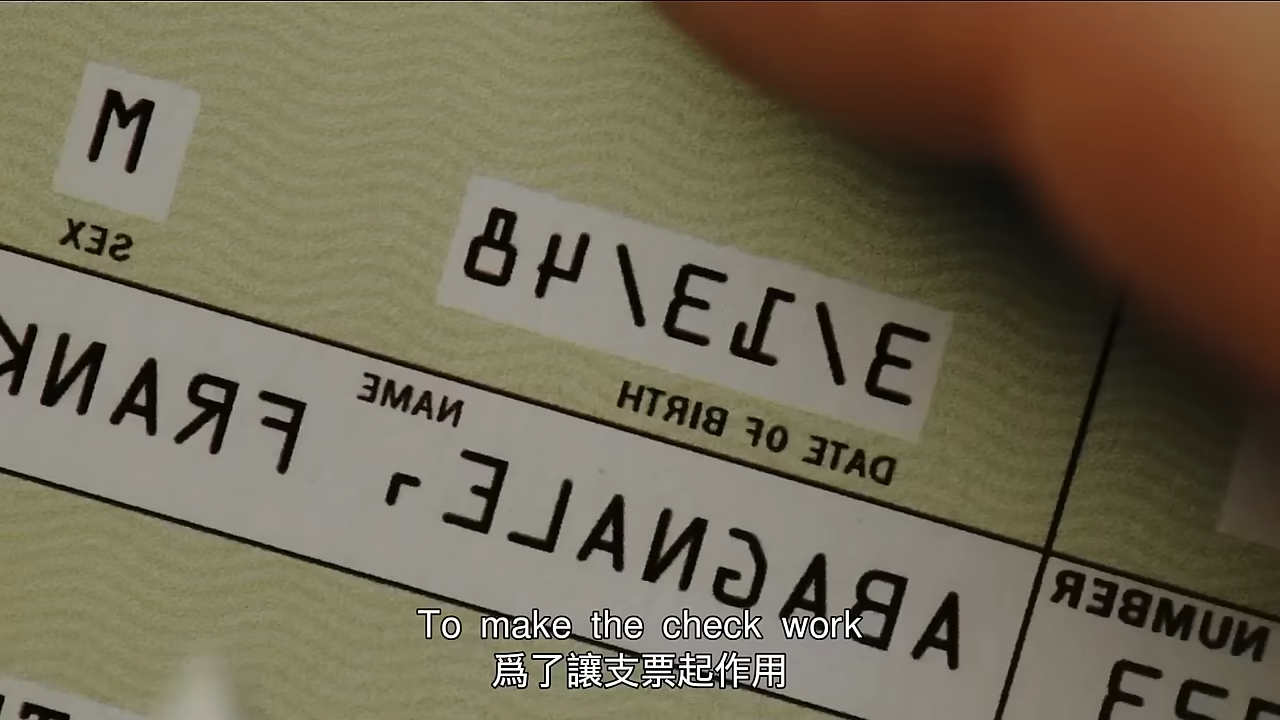 M
SEX
3/13/48
DATE OF BIRTH
NAME
ABAGNALE, FRANK
NUMBER
To make the check work
爲了讓支票起作用